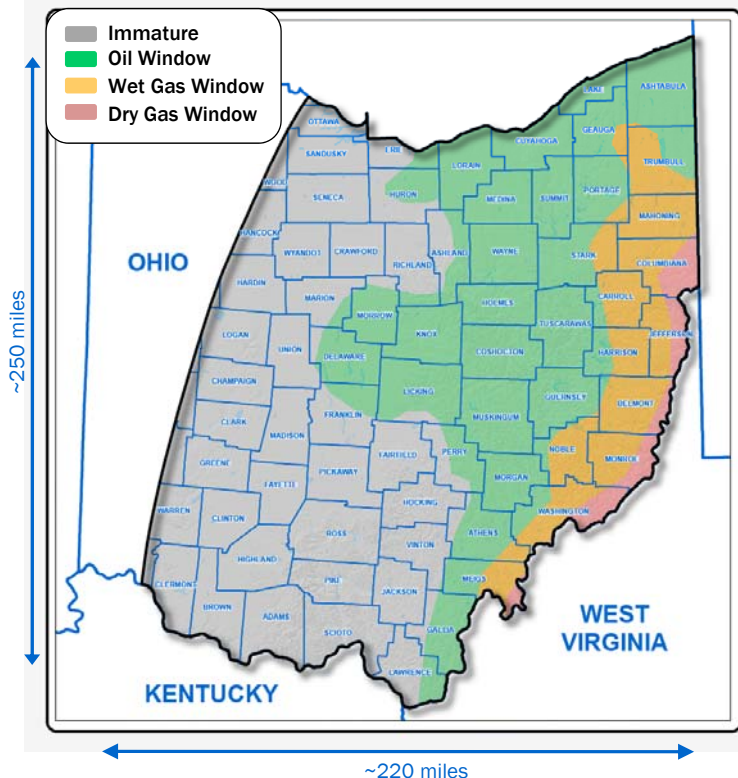 Immature
Oil Window
Wet Gas Window
Dry Gas Window
LAKE
ASHTABULA
OTTAWA
ERIE
CUYAHOGA
GEAUGA
SANDUSKY
LORAIN
TRUMBULL
SENECA
HURON
MEDINA
SUMMIT
PORTAGE
HANCOCK
MAHONING
OHIO
WYANDOT
CRAWFORD
RICHLAND
ASHLAND
WAYNE
STARK
COLUMBIANA
HARDIN
MARION
MORROW
HOLMES
CARROLL
TUSCARAWAS
JEFFERSON
LOGAN
UNION
KNOX
DELAWARE
COSHOCTON
HARRISON
CHAMPAIGN
LICKING
GUERNSEY
BELMONT
CLARK
FRANKLIN
MUSKINGUM
MADISON
GREENE
FAIRFIELD
PERRY
NOBLE
MONROE
FAYETTE
PICKAWAY
MORGAN
WARREN
CLINTON
HOCKING
WASHINGTON
ROSS
ATHENS
VINTON
HIGHLAND
CLERMONT
PIKE
JACKSON
MEIGS
BROWN
ADAMS
SCIOTO
GALLIA
WEST
VIRGINIA
LAWRENCE
KENTUCKY
~250 miles
~220 miles